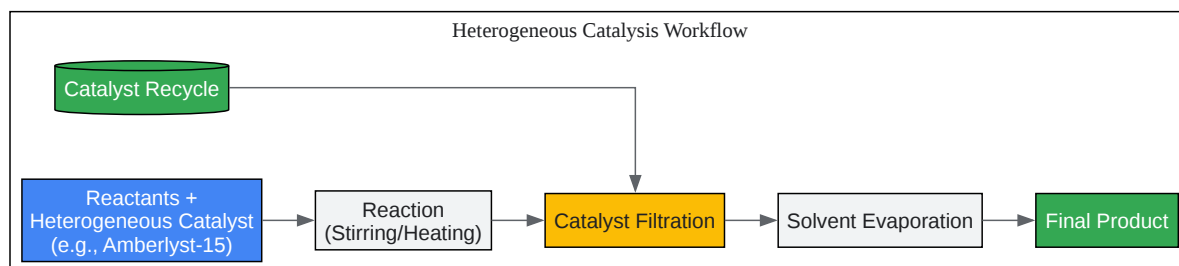 Heterogeneous Catalysis Workflow
Catalyst Recycle
Reactants +
Heterogeneous Catalyst
(e.g., Amberlyst-15)
Reaction
(Stirring/Heating)
Catalyst Filtration
Solvent Evaporation
Final Product